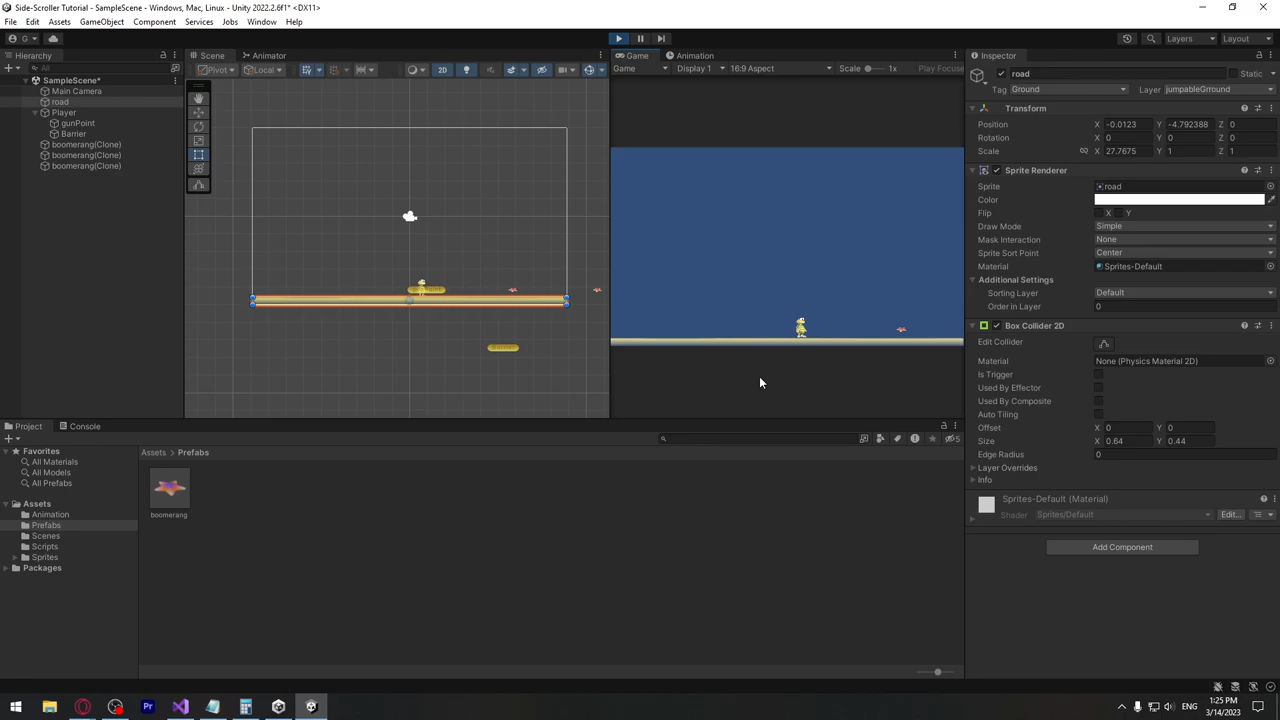 Side-Scroller Tutorial - SampleScene - Windows, Mac, Linux - Unity 2022.2.6f1* <DX11>
File Edit Assets GameObject Component Services Jobs Window Help
G Layers Layout
Hierarchy Scene Animator Game Animation Inspector
All Pivot Local 2D Game Display 1 16:9 Aspect Scale 1x Play Focused road Static
SampleScene*
Main Camera
road
Player
gunPoint
Barrier
boomerang(Clone)
boomerang(Clone)
boomerang(Clone)
Tag Ground Layer jumpableGrround
Transform
Position X -0.0123 Y -4.792388 Z 0
Rotation X 0 Y 0 Z 0
Scale X 27.7675 Y 1 Z 1
Sprite Renderer
Sprite road
Color
Flip X Y
Draw Mode Simple
Mask Interaction None
Sprite Sort Point Center
Material Sprites-Default
Additional Settings
Sorting Layer Default
Order in Layer 0
Box Collider 2D
Edit Collider
Material None (Physics Material 2D)
Is Trigger
Used By Effector
Used By Composite
Auto Tiling
Offset X 0 Y 0
Size X 0.64 Y 0.44
Edge Radius 0
Layer Overrides
Info
Sprites-Default (Material)
Shader Sprites/Default Edit...
Add Component
Project Console
5
Favorites
All Materials
All Models
All Prefabs
Assets
Animation
Prefabs
Scenes
Scripts
Sprites
Packages
Assets Prefabs
boomerang
Pr ENG 1:25 PM
3/14/2023